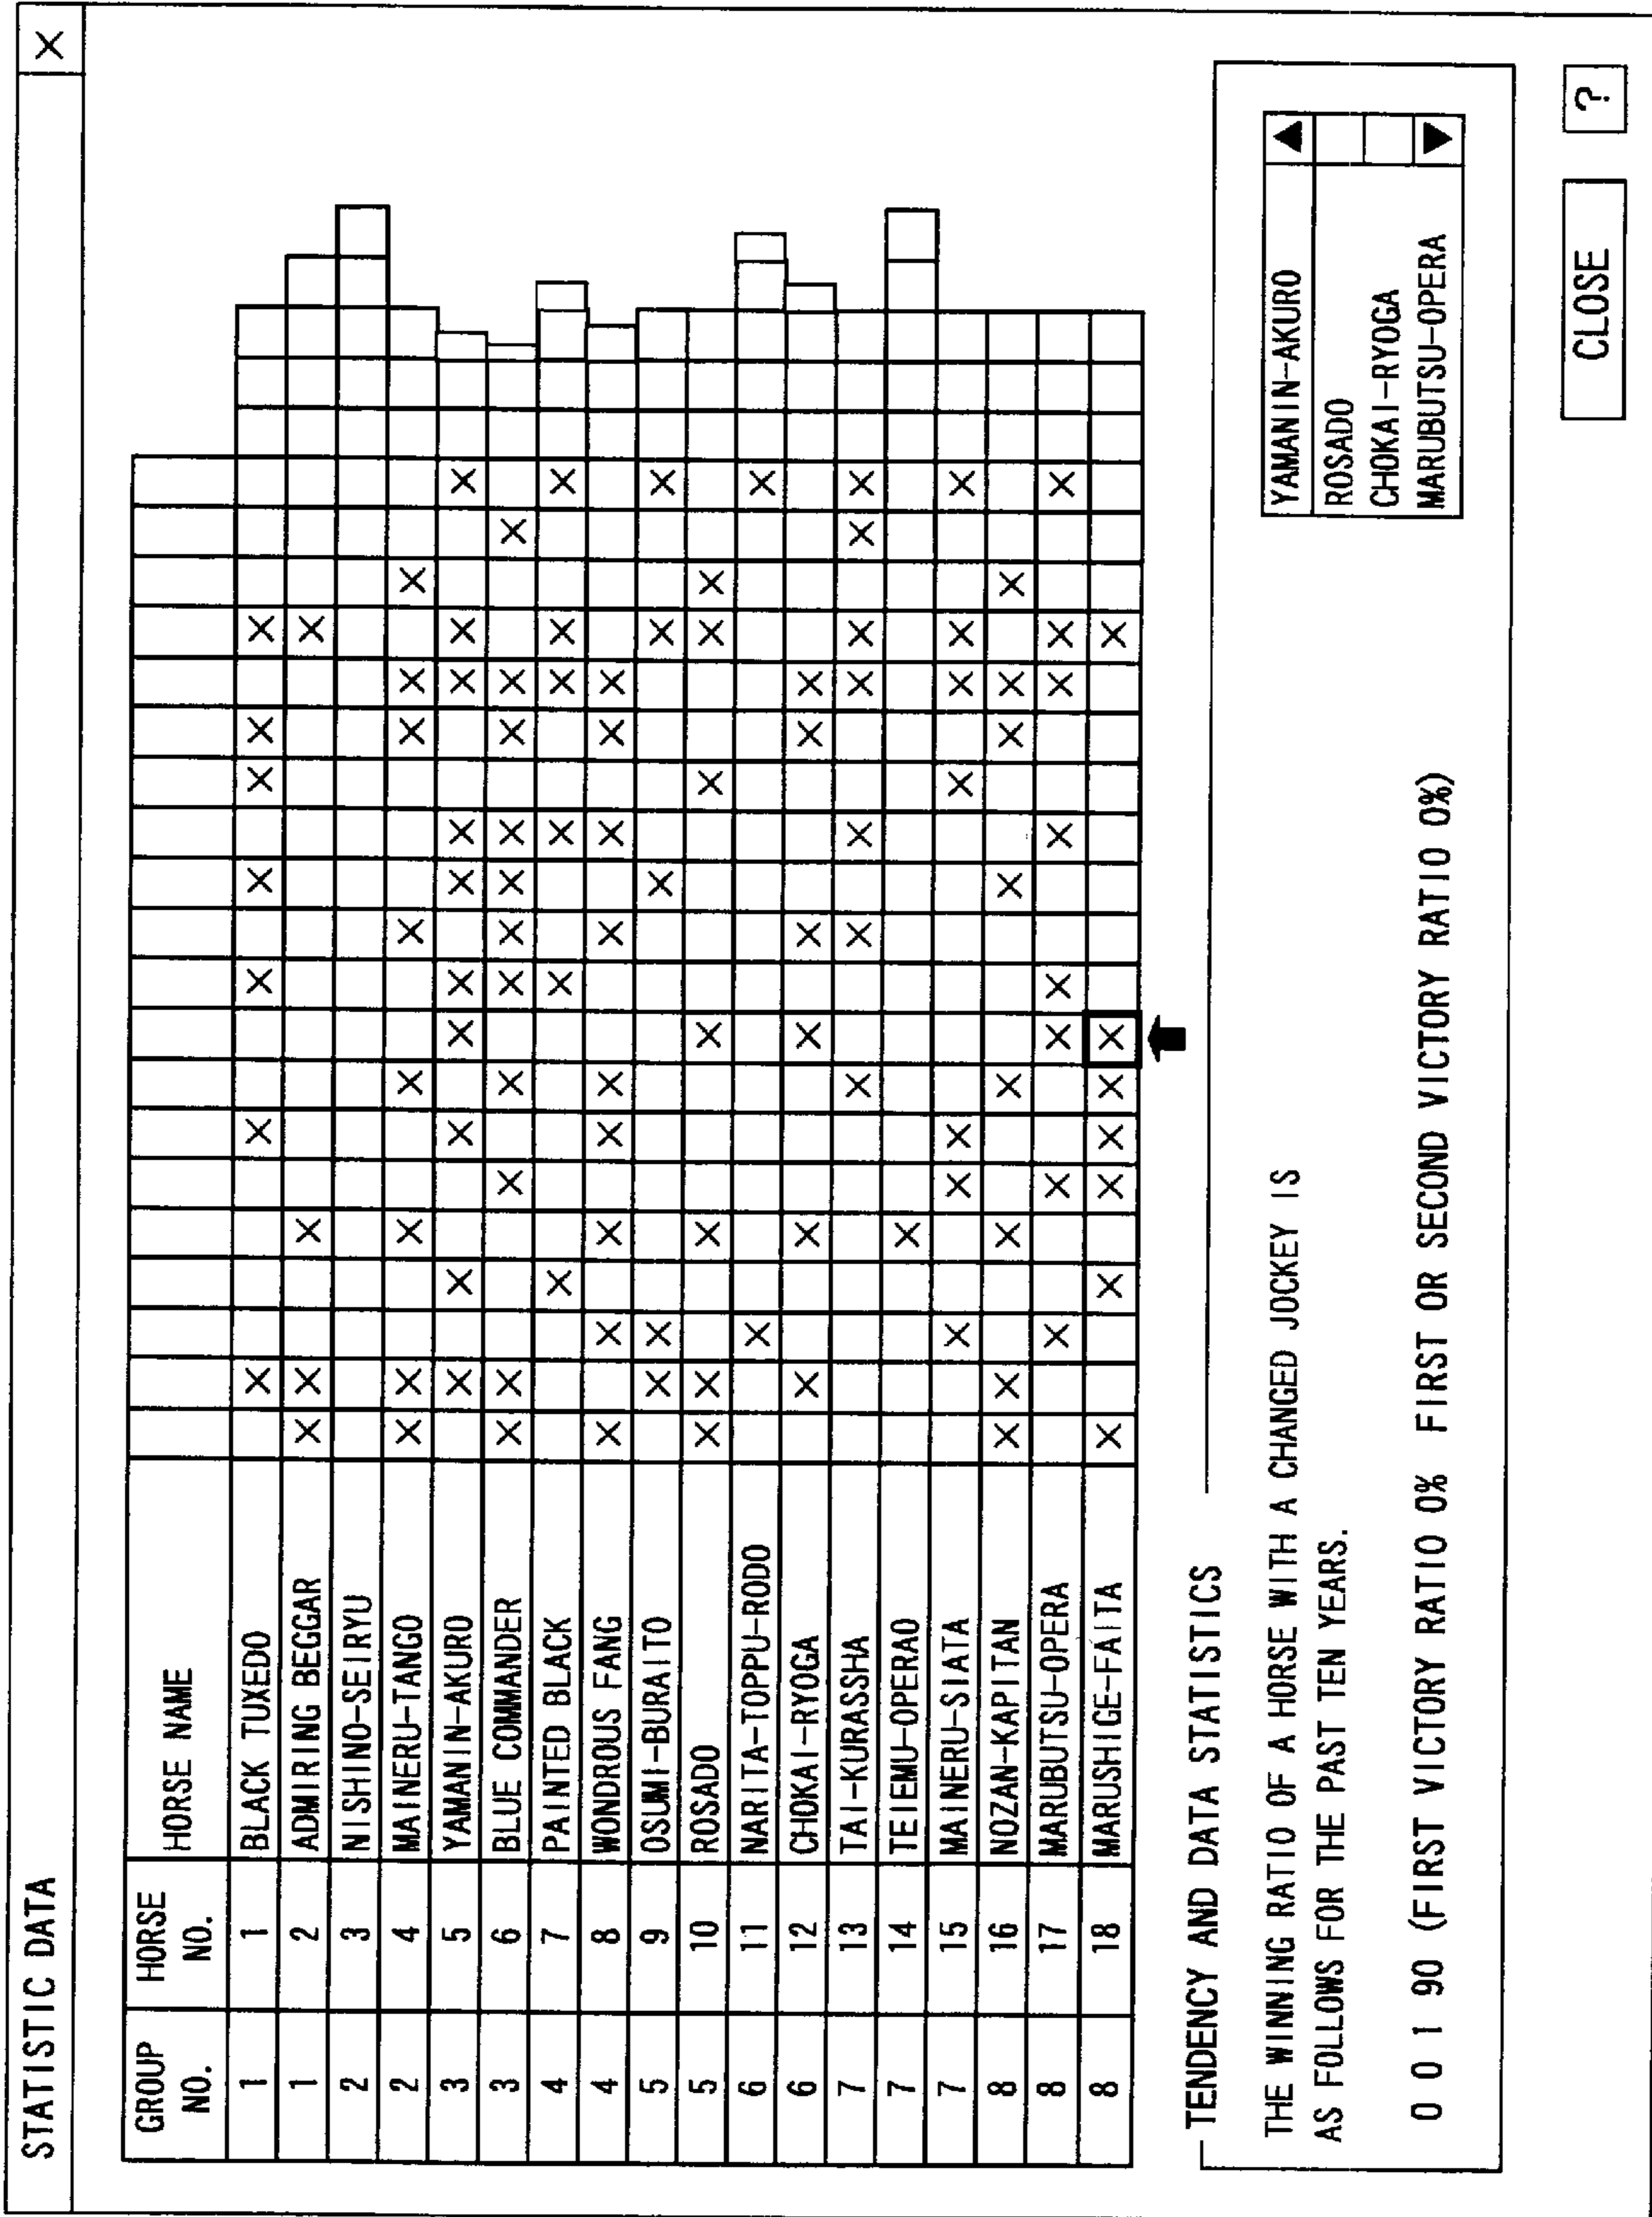 STATISTIC DATA X
GROUP NO. HORSE NO. HORSE NAME
1 1 BLACK TUXEDO X X X X X X X
1 2 ADMIRING BEGGAR X X X X
2 3 NISHINO-SEIRYU
2 4 MAINERU-TANGO X X X X X X X X
3 5 YAMANIN-AKURO X X X X X X X X X X
3 6 BLUE COMMANDER X X X X X X X X X X X
4 7 PAINTED BLACK X X X X X X
4 8 WONDROUS FANG X X X X X X X X X
5 9 OSUMI-BURAITO X X X X X
5 10 ROSADO X X X X X X X
6 11 NARITA-TOPPU-RODO X X
6 12 CHOKAI-RYOGA X X X X X X
7 13 TAI-KURASSHA X X X X X X X
7 14 TEIEMU-OPERAO X
7 15 MAINERU-SIATA X X X X X X X
8 16 NOZAN-KAPITAN X X X X X X X X
8 17 MARUBUTSU-OPERA X X X X X X X X
8 18 MARUSHIGE-FAITA X X X X X X X
TENDENCY AND DATA STATISTICS
THE WINNING RATIO OF A HORSE WITH A CHANGED JOCKEY IS
AS FOLLOWS FOR THE PAST TEN YEARS.
0 0 1 90 (FIRST VICTORY RATIO 0% FIRST OR SECOND VICTORY RATIO 0%)
YAMANIN-AKURO
ROSADO
CHOKAI-RYOGA
MARUBUTSU-OPERA
CLOSE ?